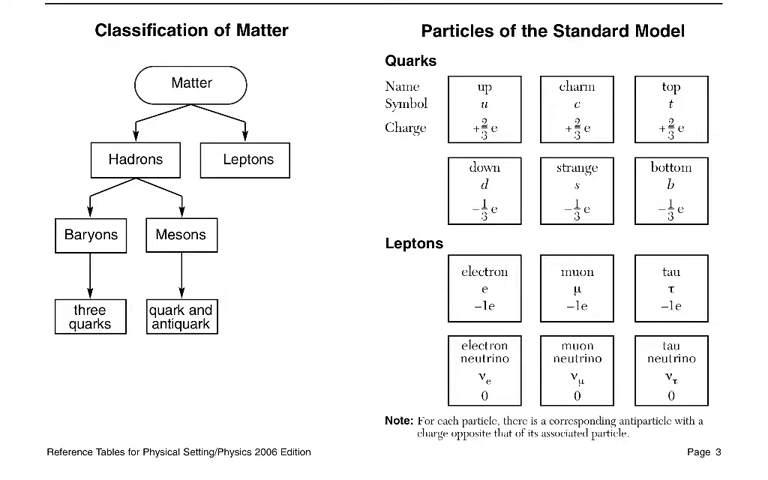 Classification of Matter
Matter
Hadrons Leptons
Baryons Mesons
three
quarks
quark and
antiquark
Particles of the Standard Model
Quarks
Name up charm top
Symbol u c t
Charge +2/3 e +2/3 e +2/3 e
down strange bottom
d s b
−1/3 e −1/3 e −1/3 e
Leptons
electron muon tau
e μ τ
−1e −1e −1e
electron muon tau
neutrino neutrino neutrino
νe νμ ντ
0 0 0
Note: For each particle, there is a corresponding antiparticle with a
charge opposite that of its associated particle.
Reference Tables for Physical Setting/Physics 2006 Edition Page 3